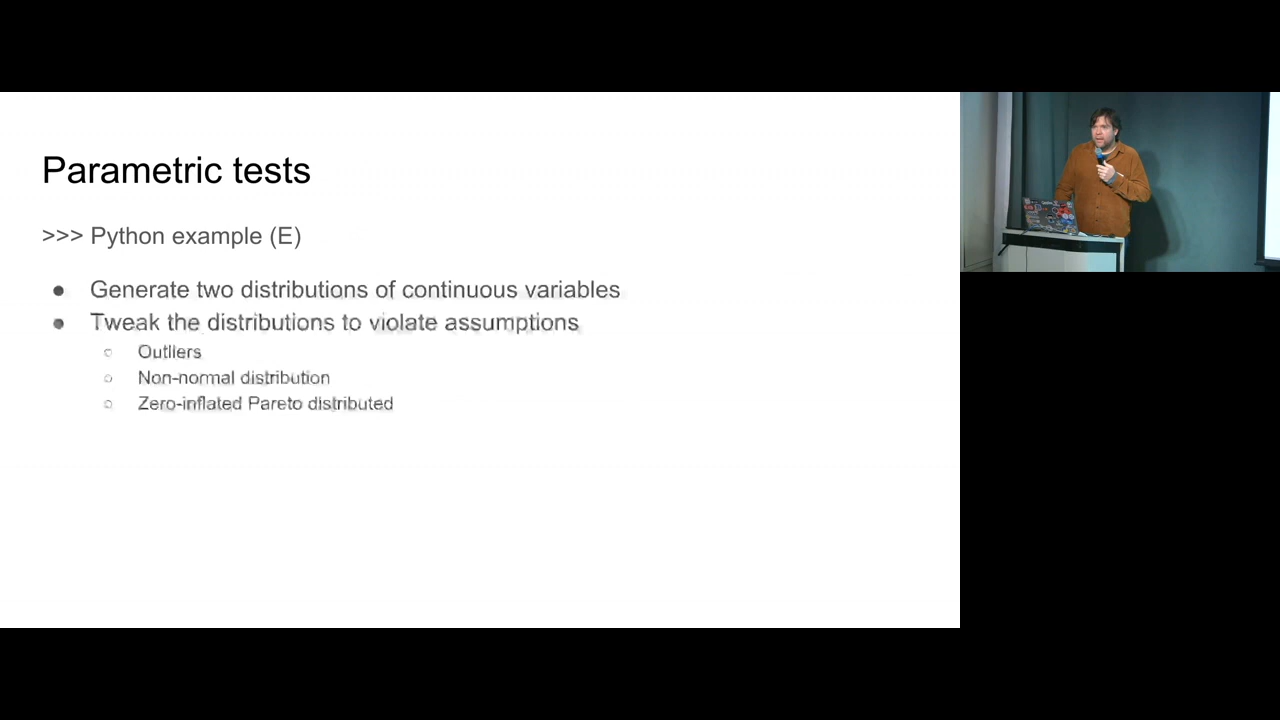 Parametric tests
>>> Python example (E)
● Generate two distributions of continuous variables
● Tweak the distributions to violate assumptions
○ Outliers
○ Non-normal distribution
○ Zero-inflated Pareto distributed